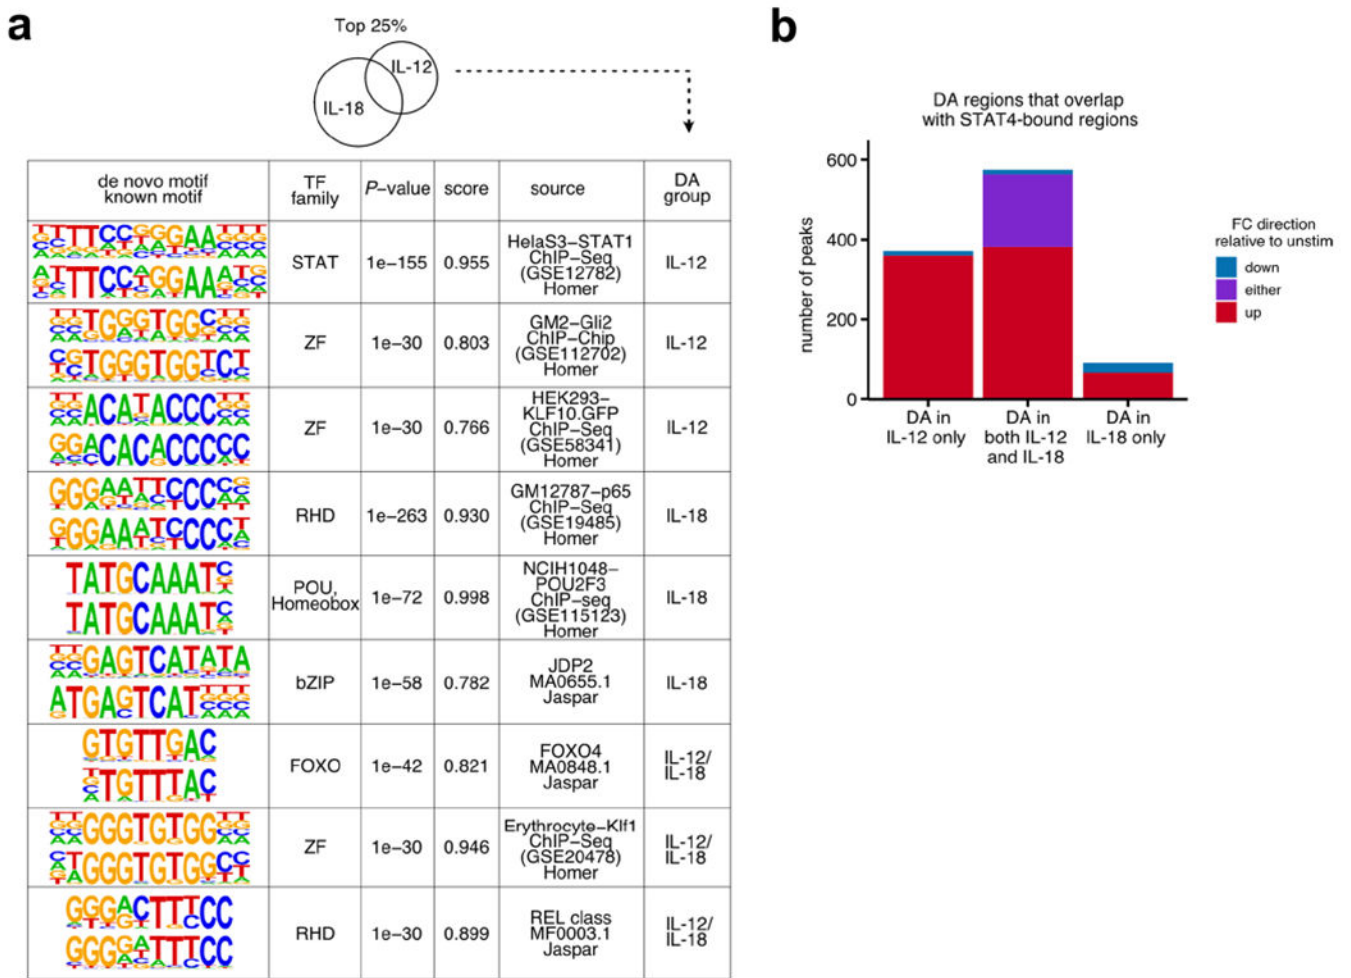 a
Top 25%
IL-12
IL-18
de novo motif
known motif
TF
family
P-value
score
source
DA
group
STAT
1e-155
0.955
HelaS3-STAT1
ChIP-Seq
(GSE12782)
Homer
IL-12
ZF
1e-30
0.803
GM2-Gli2
ChIP-Chip
(GSE112702)
Homer
IL-12
ZF
1e-30
0.766
HEK293-
KLF10.GFP
ChIP-Seq
(GSE58341)
Homer
IL-12
RHD
1e-263
0.930
GM12787-p65
ChIP-Seq
(GSE19485)
Homer
IL-18
TATGCAAAT
TATGCAAAT
POU,
Homeobox
1e-72
0.998
NCIH1048-
POU2F3
ChIP-seq
(GSE115123)
Homer
IL-18
bZIP
1e-58
0.782
JDP2
MA0655.1
Jaspar
IL-18
GTGTTGAC
FOXO
1e-42
0.821
FOXO4
MA0848.1
Jaspar
IL-12/
IL-18
ZF
1e-30
0.946
Erythrocyte-Klf1
ChIP-Seq
(GSE20478)
Homer
IL-12/
IL-18
RHD
1e-30
0.899
REL class
MF0003.1
Jaspar
IL-12/
IL-18
b
DA regions that overlap
with STAT4-bound regions
number of peaks
600
400
200
0
DA in
IL-12 only
DA in
both IL-12
and IL-18
DA in
IL-18 only
FC direction
relative to unstim
down
either
up